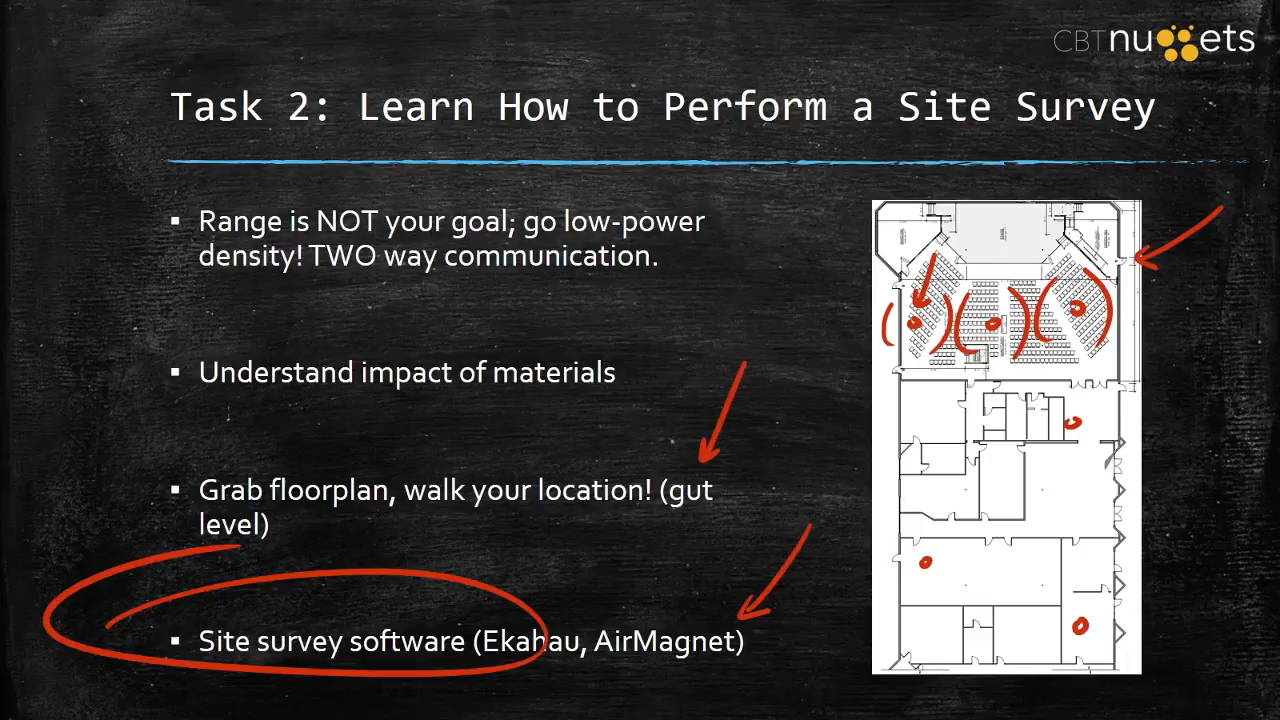 CBTnuggets
Task 2: Learn How to Perform a Site Survey
▪ Range is NOT your goal; go low-power
density! TWO way communication.
▪ Understand impact of materials
▪ Grab floorplan, walk your location! (gut
level)
▪ Site survey software (Ekahau, AirMagnet)